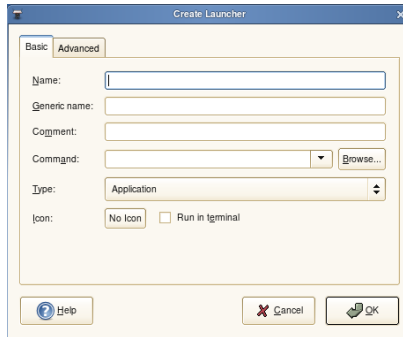 Create Launcher
Basic Advanced
Name:
Generic name:
Comment:
Command: Browse...
Type: Application
Icon: No Icon Run in terminal
Help Cancel OK